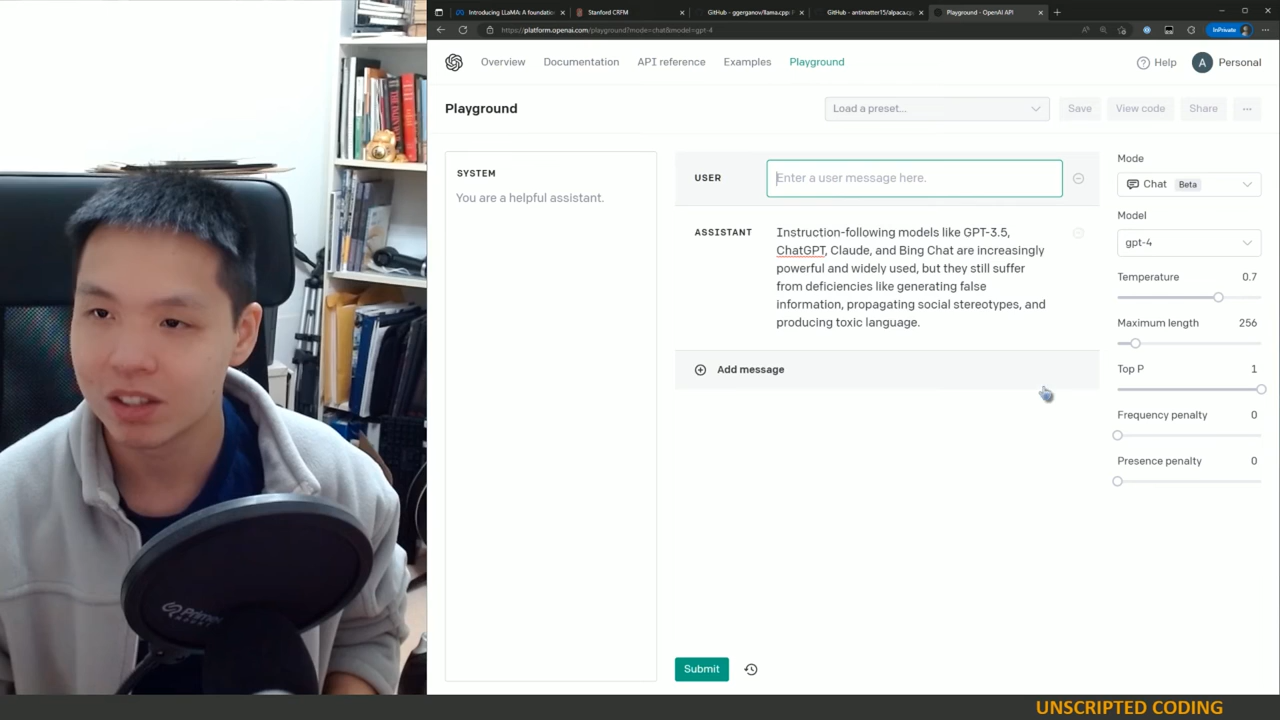 Introducing LLaMA: A foundation
Stanford CRFM
GitHub - ggerganov/llama.cpp: P
GitHub - antimatter15/alpaca.cp
Playground - OpenAI API
https://platform.openai.com/playground?mode=chat&model=gpt-4
InPrivate
Overview
Documentation
API reference
Examples
Playground
Help
A
Personal
Playground
Load a preset...
Save
View code
Share
...
SYSTEM
You are a helpful assistant.
USER
Enter a user message here.
ASSISTANT
Instruction-following models like GPT-3.5,
ChatGPT, Claude, and Bing Chat are increasingly
powerful and widely used, but they still suffer
from deficiencies like generating false
information, propagating social stereotypes, and
producing toxic language.
Add message
Submit
Mode
Chat Beta
Model
gpt-4
Temperature 0.7
Maximum length 256
Top P 1
Frequency penalty 0
Presence penalty 0
UNSCRIPTED CODING